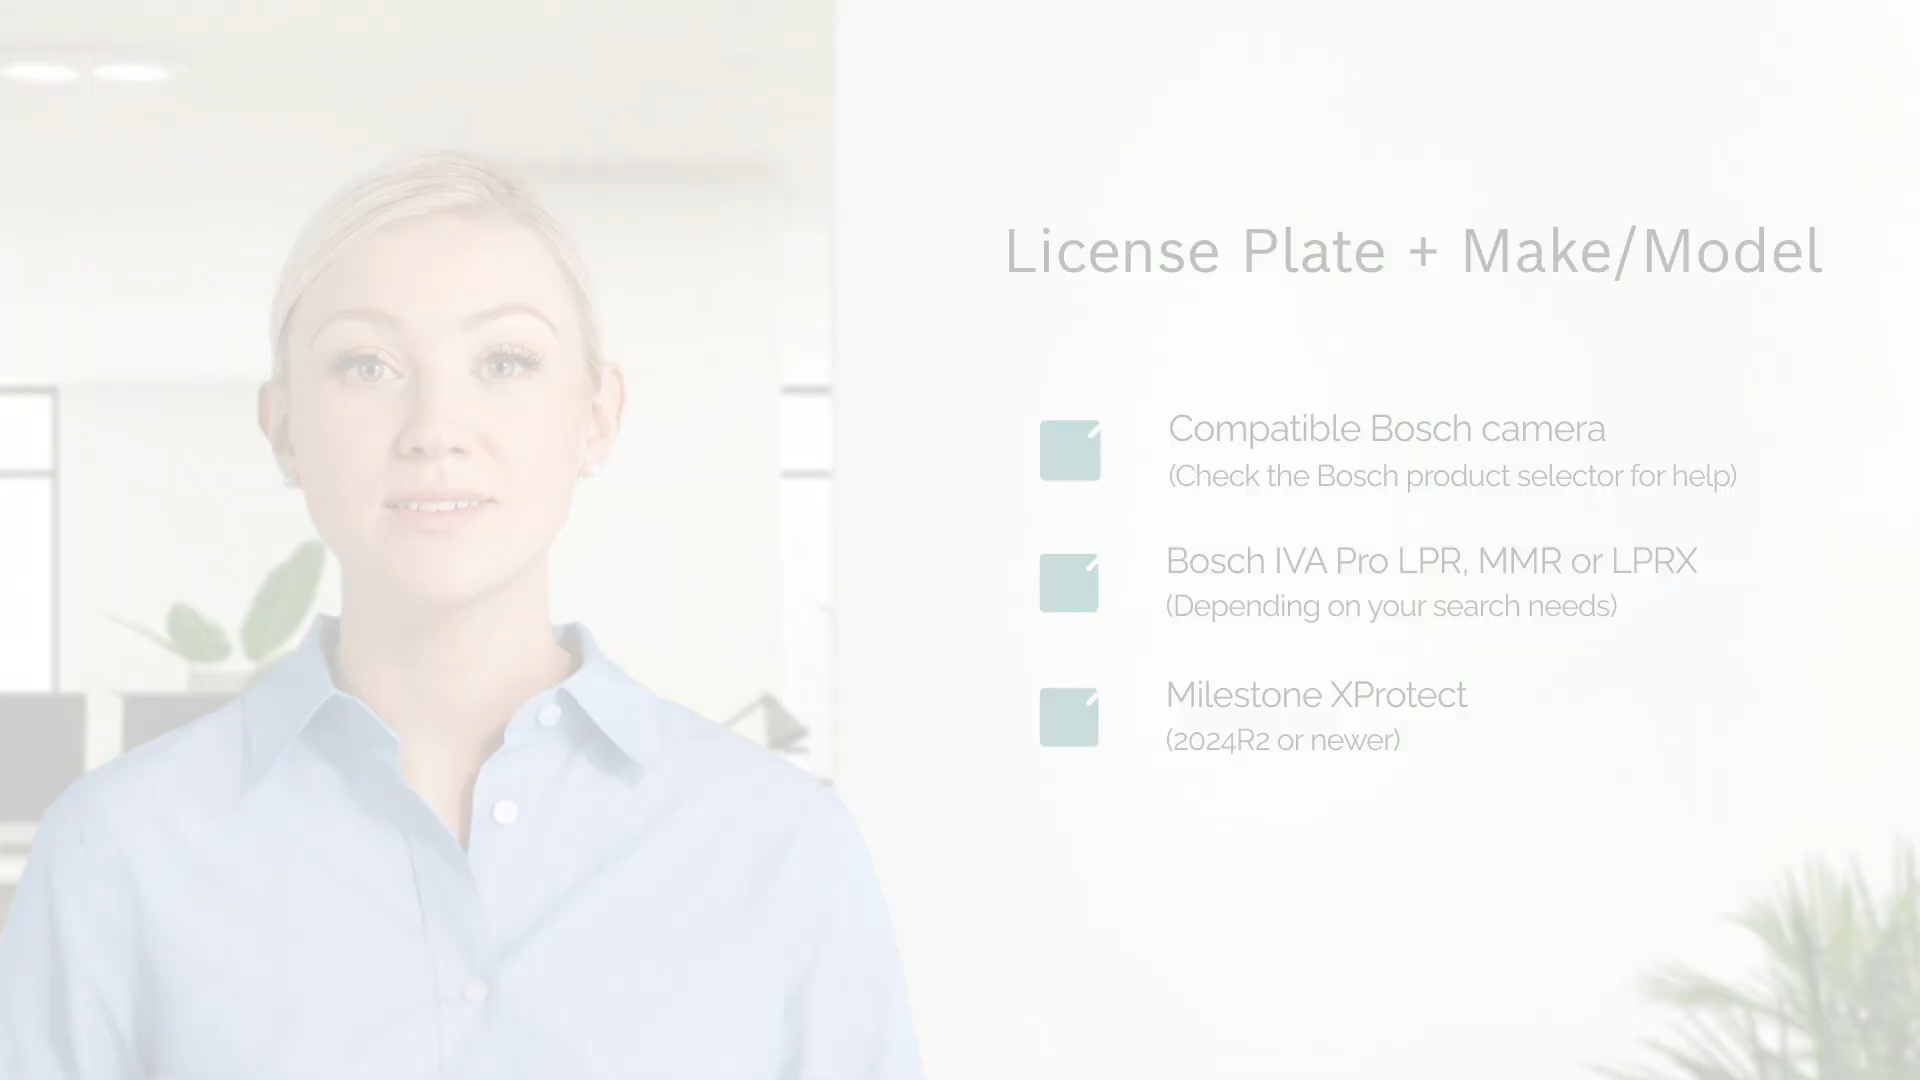 License Plate + Make/Model
Compatible Bosch camera
(Check the Bosch product selector for help)
Bosch IVA Pro LPR, MMR or LPRX
(Depending on your search needs)
Milestone XProtect
(2024R2 or newer)